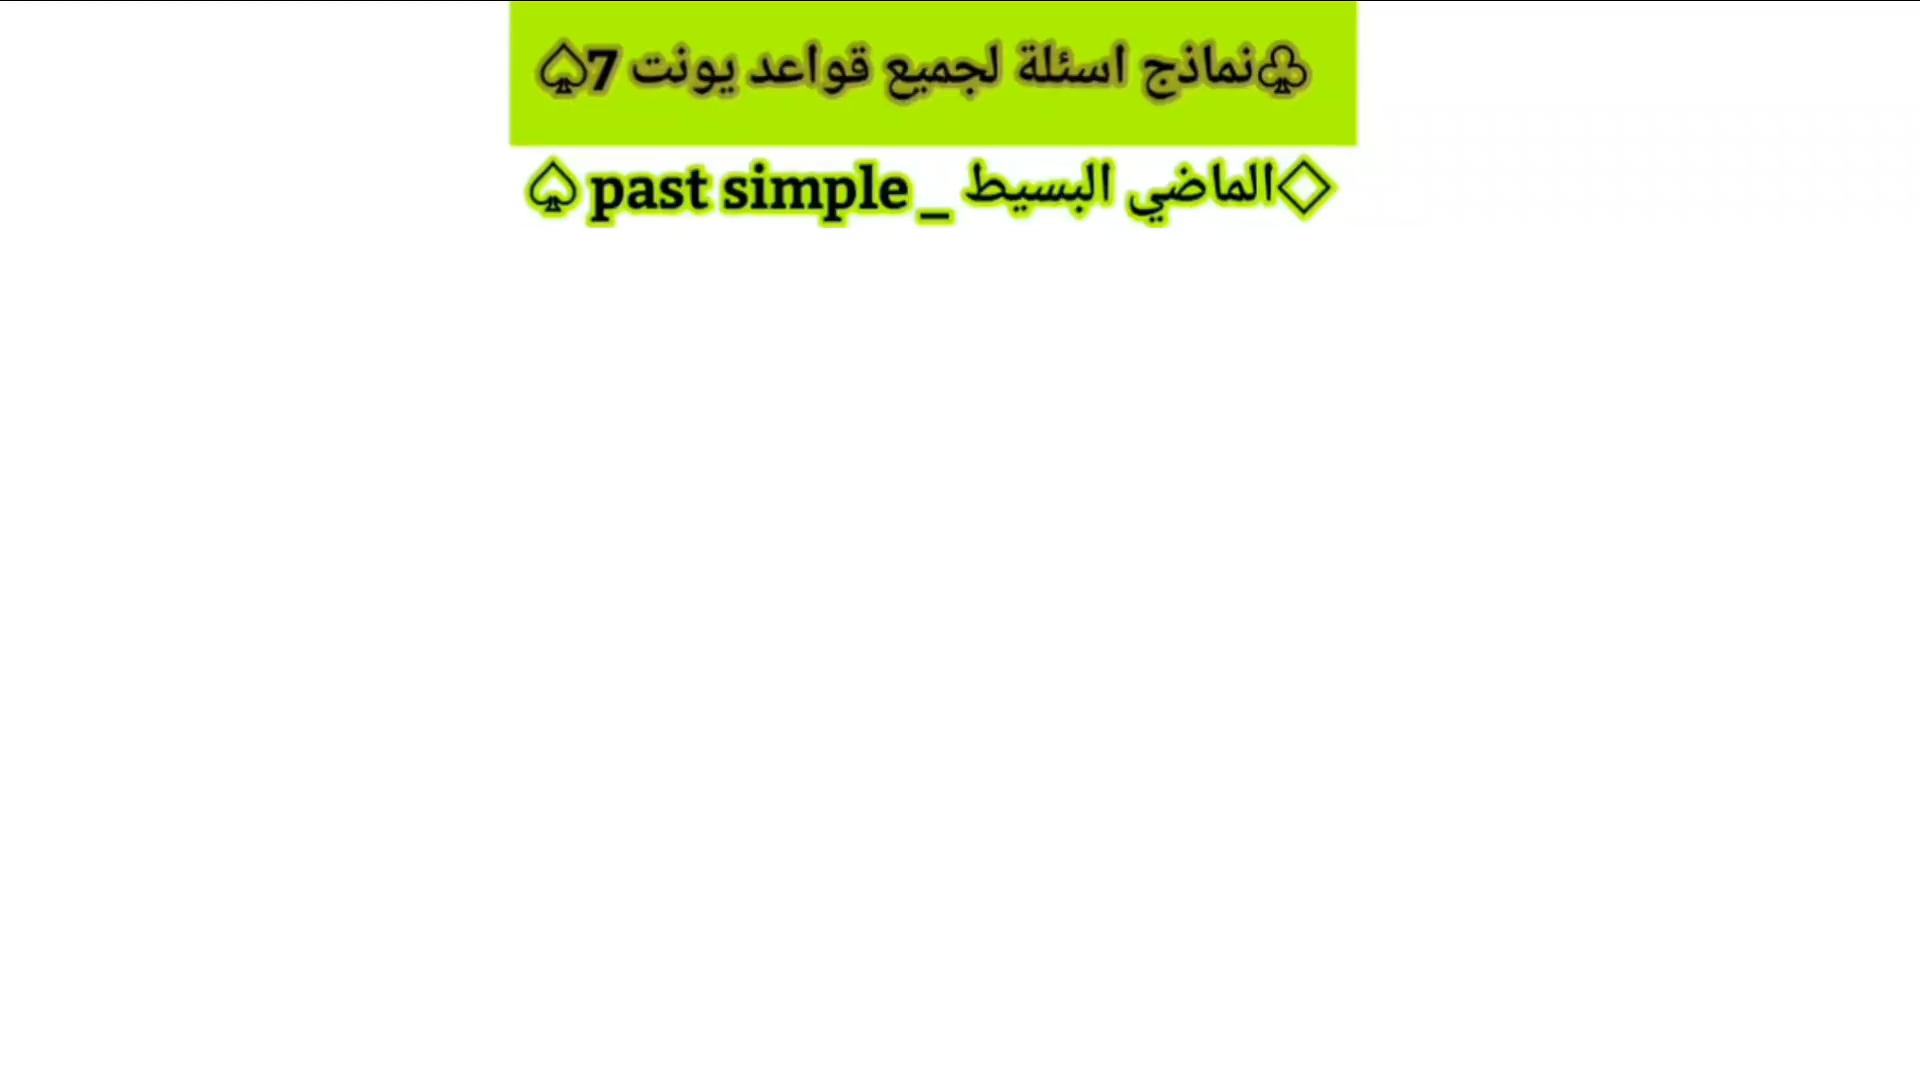 ♧نماذج اسئلة لجميع قواعد يونت 7♤
◇الماضي البسيط _ past simple♤